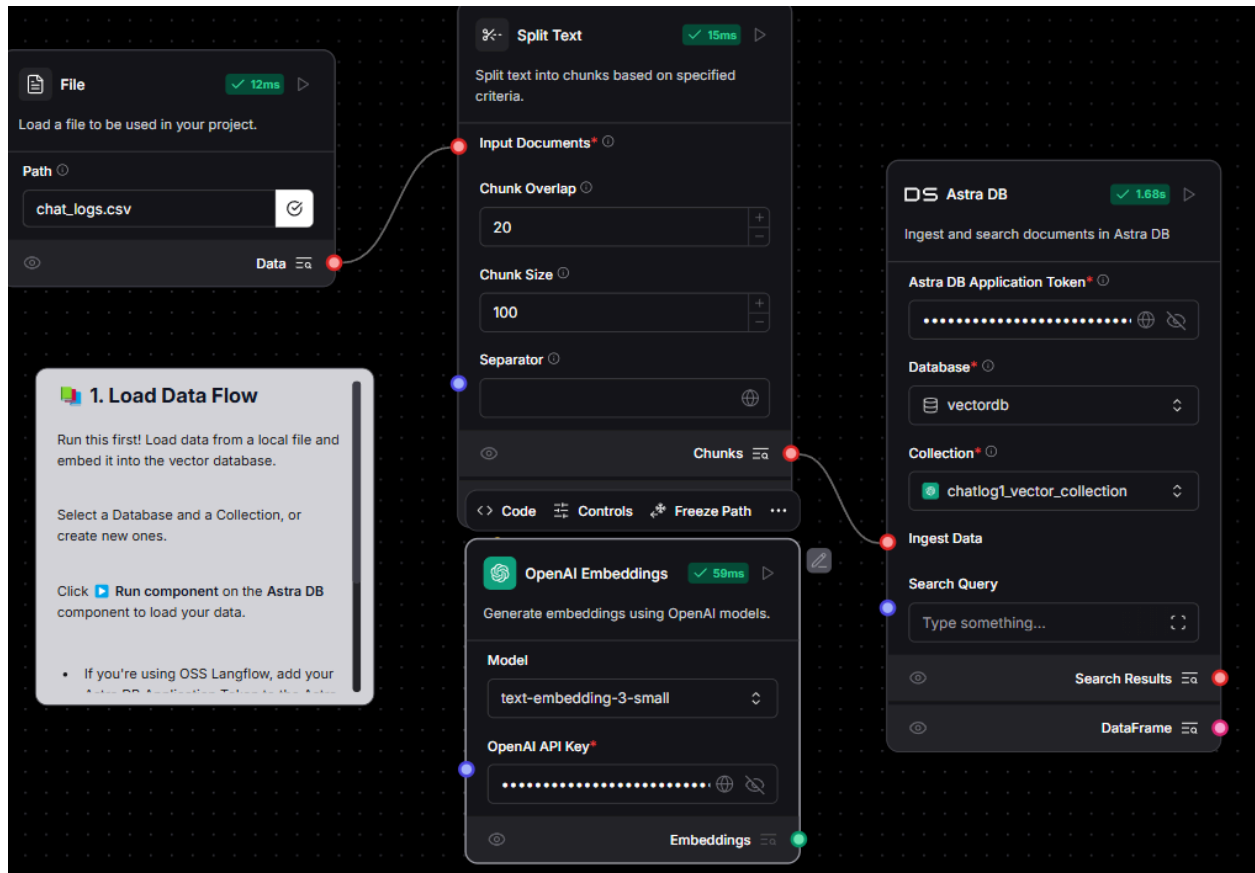 File
12ms
Load a file to be used in your project.
Path
chat_logs.csv
Data
📚 1. Load Data Flow
Run this first! Load data from a local file and
embed it into the vector database.
Select a Database and a Collection, or
create new ones.
Click ▶️ Run component on the Astra DB
component to load your data.
• If you're using OSS Langflow, add your
Split Text
15ms
Split text into chunks based on specified
criteria.
Input Documents*
Chunk Overlap
20
Chunk Size
100
Separator
Chunks
Code Controls Freeze Path ...
OpenAI Embeddings
59ms
Generate embeddings using OpenAI models.
Model
text-embedding-3-small
OpenAI API Key*
Embeddings
DS Astra DB
1.68s
Ingest and search documents in Astra DB
Astra DB Application Token*
Database*
vectordb
Collection*
chatlog1_vector_collection
Ingest Data
Search Query
Type something...
Search Results
DataFrame